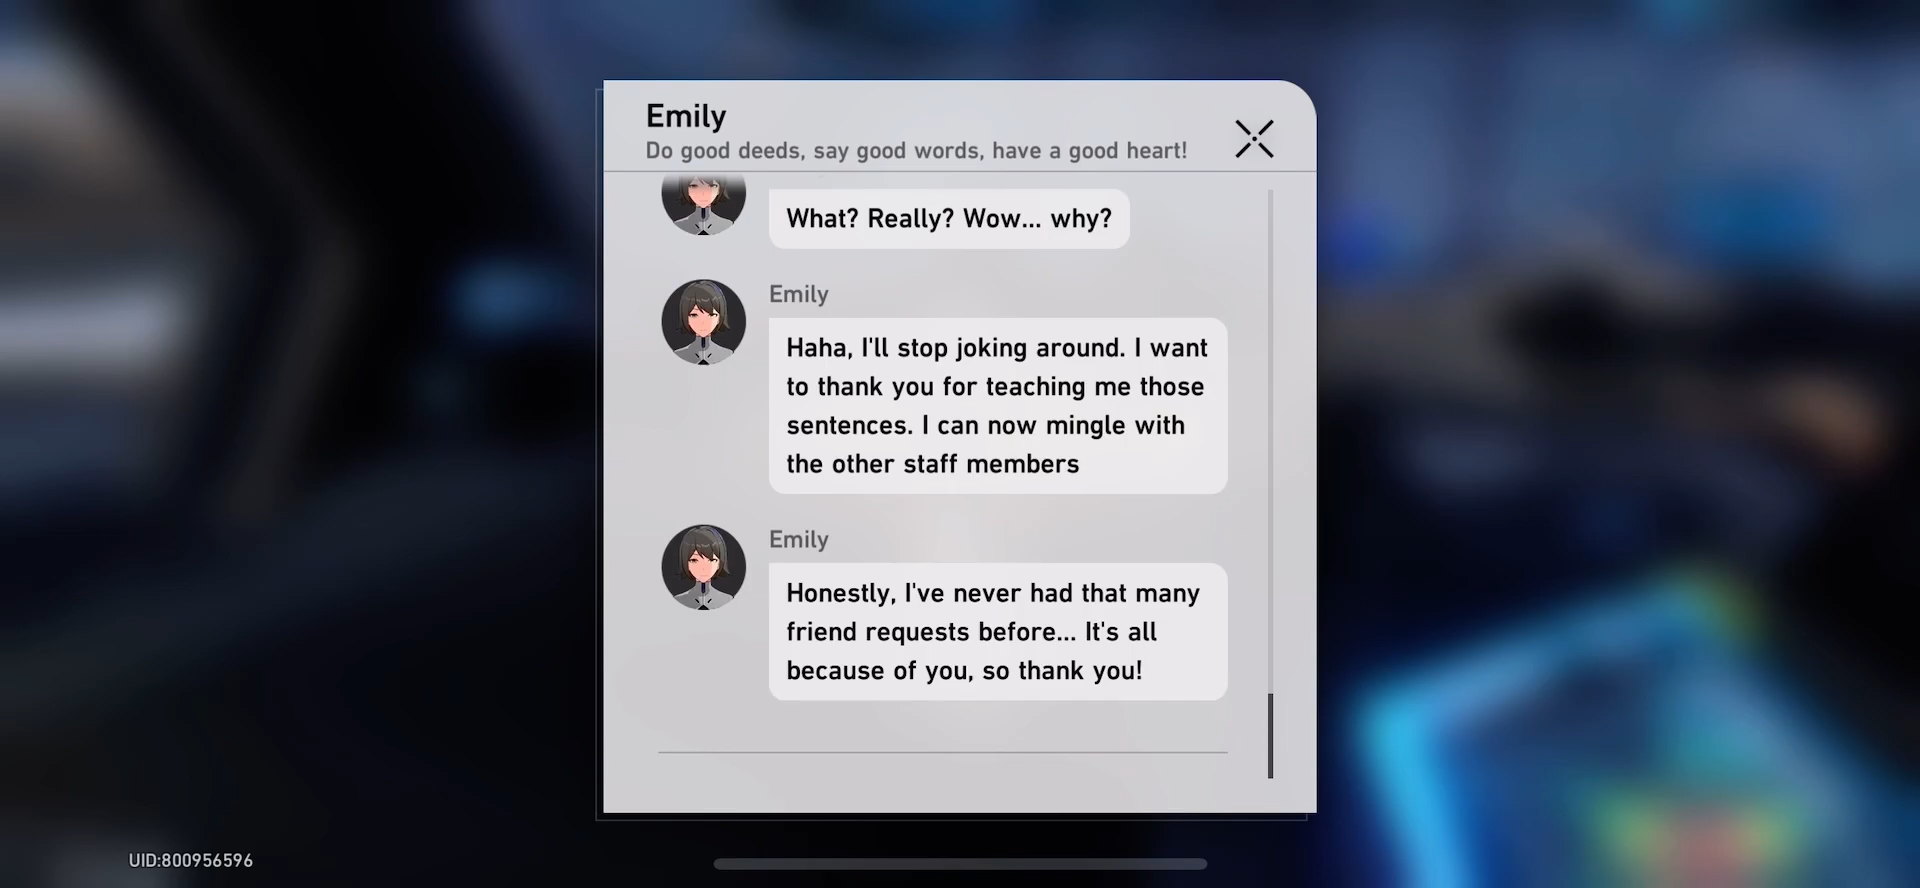 Emily
Do good deeds, say good words, have a good heart!
What? Really? Wow... why?
Emily
Haha, I'll stop joking around. I want
to thank you for teaching me those
sentences. I can now mingle with
the other staff members
Emily
Honestly, I've never had that many
friend requests before... It's all
because of you, so thank you!
UID:800956596